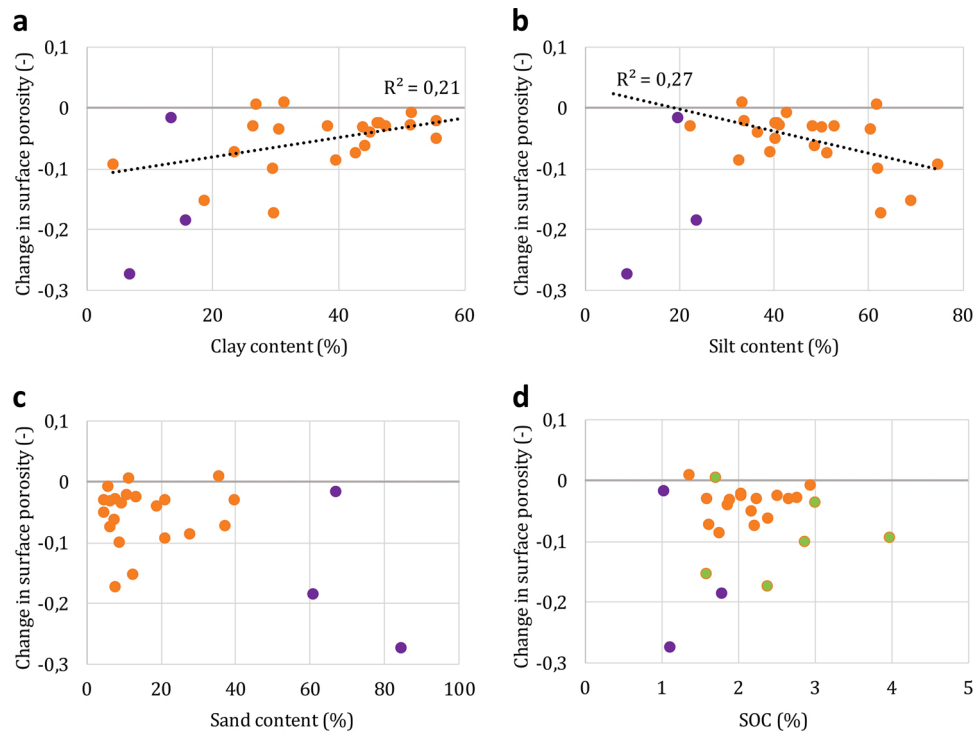 a
Change in surface porosity (-)
0,1
0
-0,1
-0,2
-0,3
R² = 0,21
0 20 40 60
Clay content (%)
b
Change in surface porosity (-)
0,1
0
-0,1
-0,2
-0,3
R² = 0,27
0 20 40 60 80
Silt content (%)
c
Change in surface porosity (-)
0,1
0
-0,1
-0,2
-0,3
0 20 40 60 80 100
Sand content (%)
d
Change in surface porosity (-)
0,1
0
-0,1
-0,2
-0,3
0 1 2 3 4 5
SOC (%)